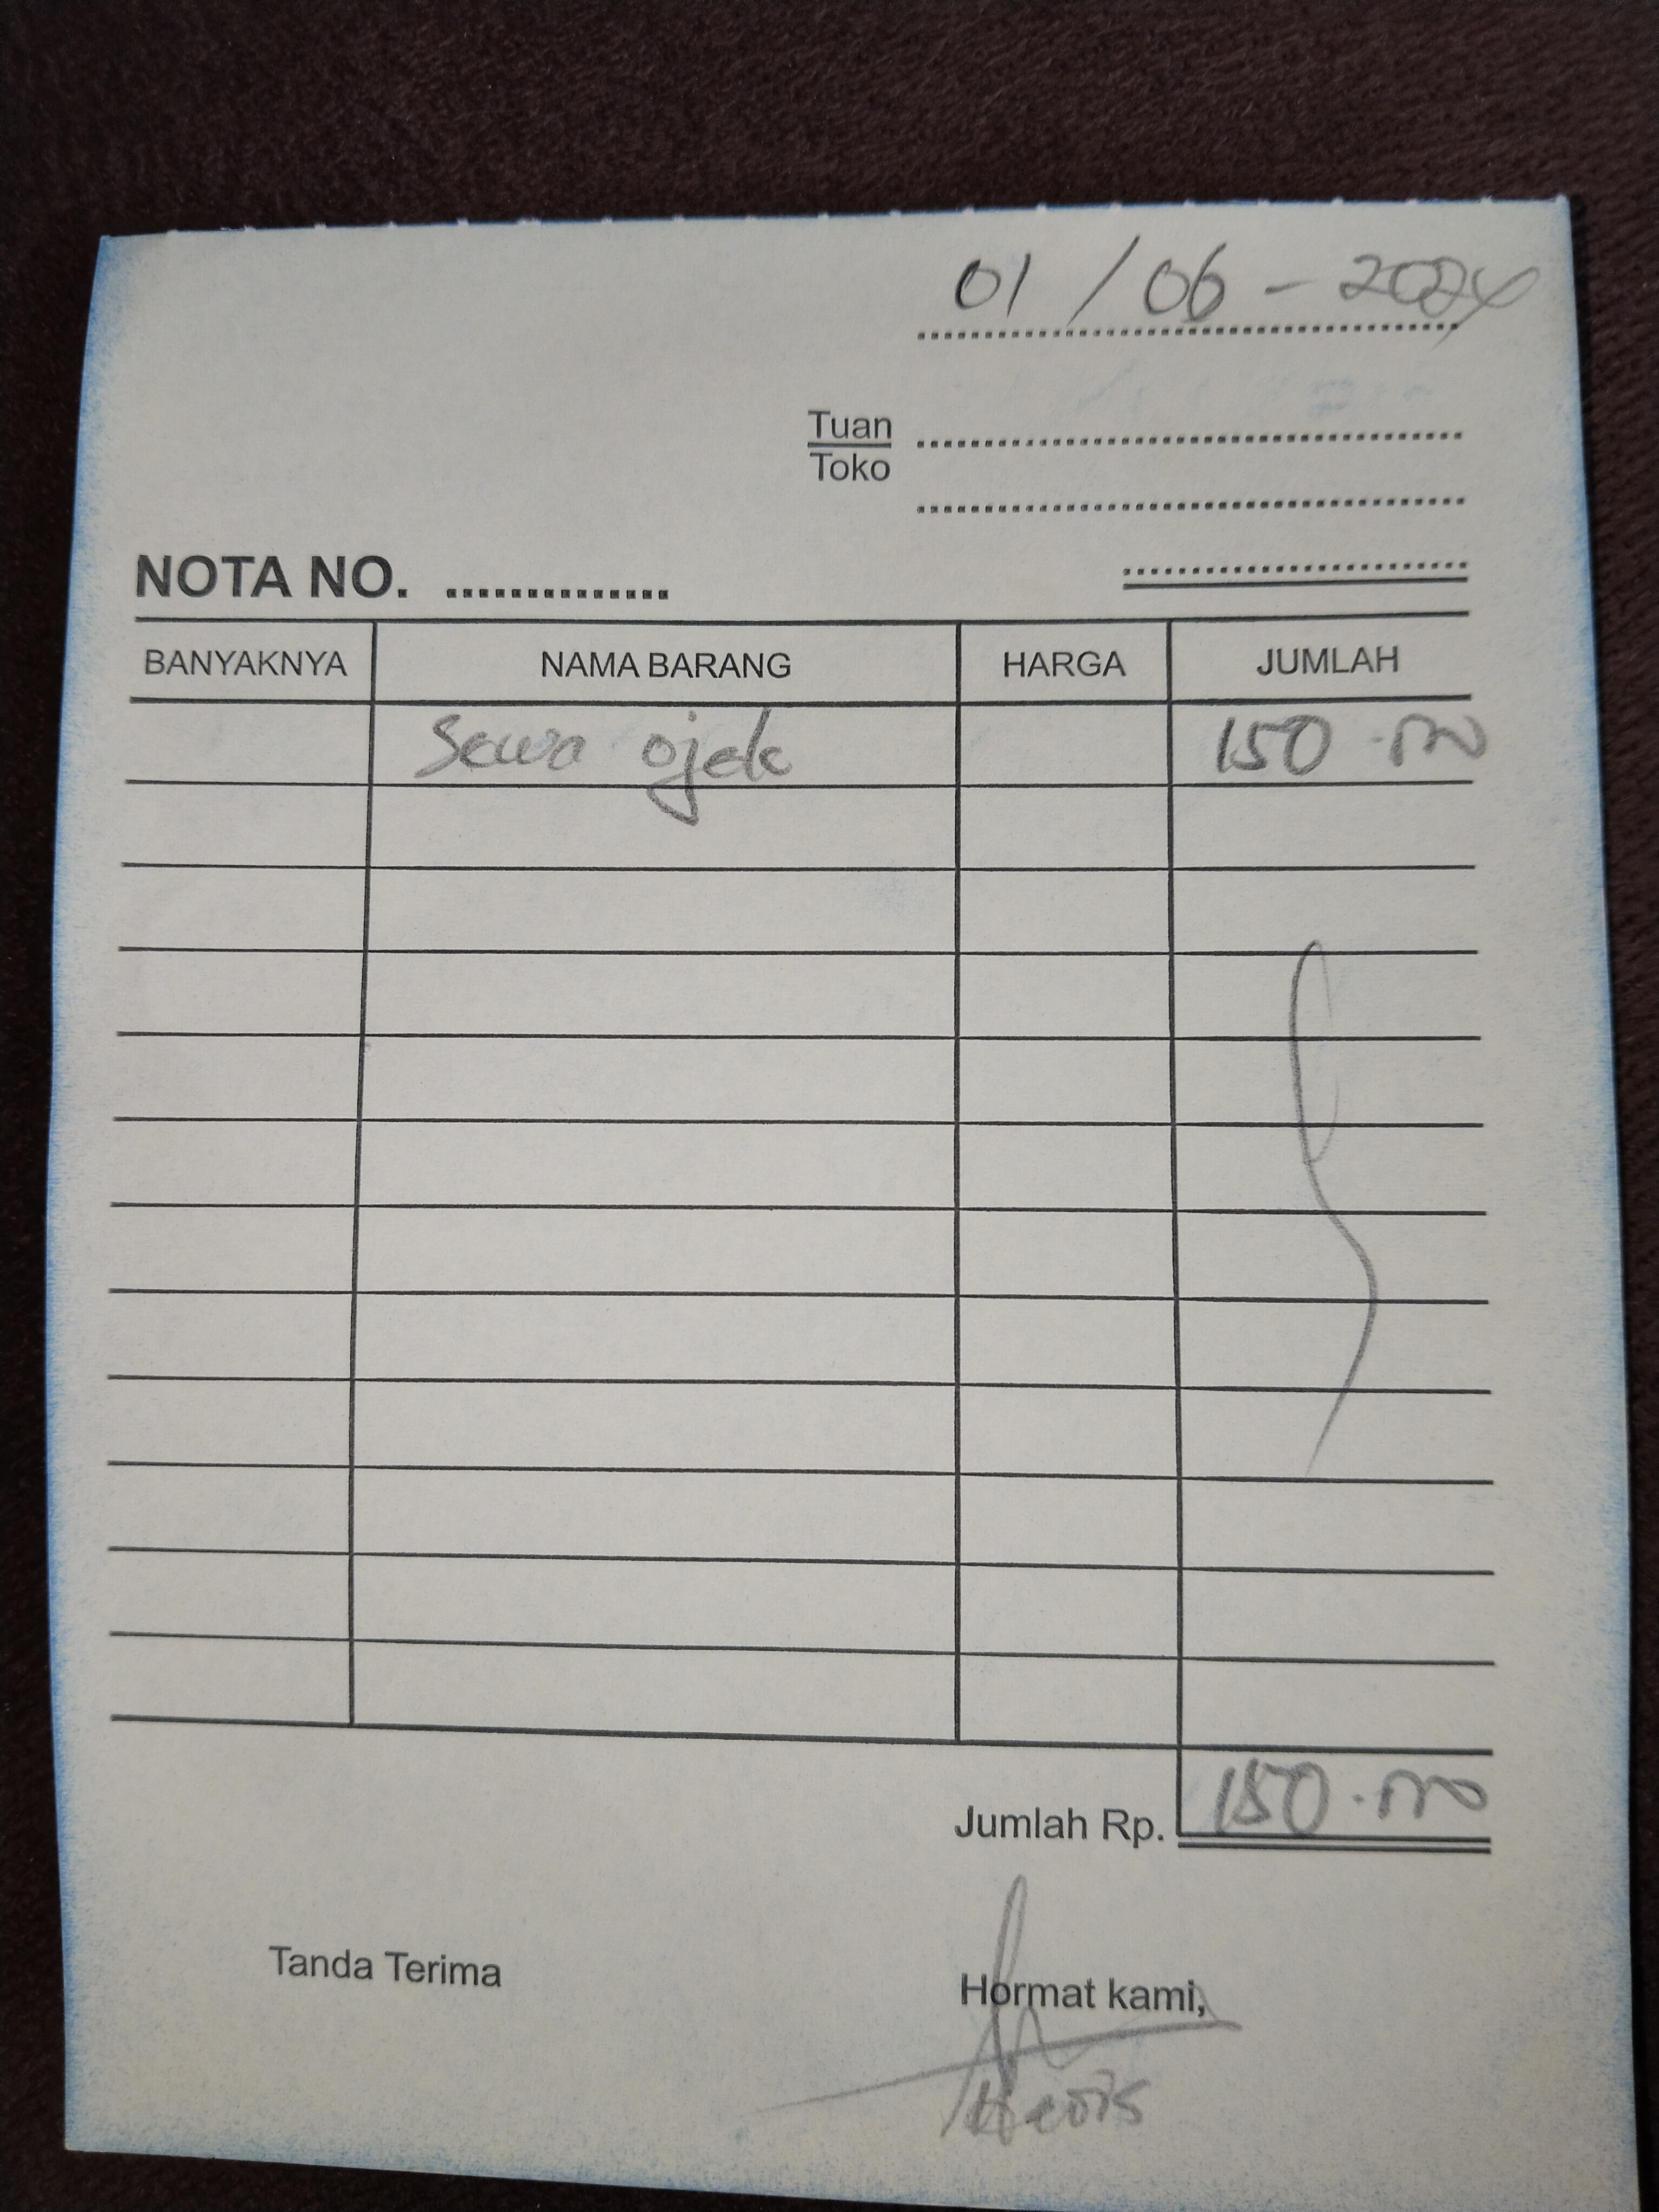 01 / 06 - 2024
Tuan
Toko
NOTA NO. ..............
BANYAKNYA NAMA BARANG HARGA JUMLAH
Sewa ojek 150.000
Jumlah Rp. 150.000
Tanda Terima Hormat kami,